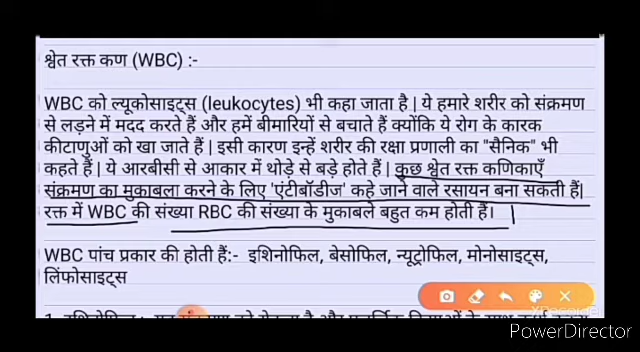 श्वेत रक्त कण (WBC) :-
WBC को ल्यूकोसाइट्स (leukocytes) भी कहा जाता है | ये हमारे शरीर को संक्रमण
से लड़ने में मदद करते हैं और हमें बीमारियों से बचाते हैं क्योंकि ये रोग के कारक
कीटाणुओं को खा जाते हैं | इसी कारण इन्हें शरीर की रक्षा प्रणाली का "सैनिक" भी
कहते हैं | ये आरबीसी से आकार में थोड़े से बड़े होते हैं | कुछ श्वेत रक्त कणिकाएँ
संक्रमण का मुकाबला करने के लिए 'एंटीबॉडीज' कहे जाने वाले रसायन बना सकती हैं|
रक्त में WBC की संख्या RBC की संख्या के मुकाबले बहुत कम होती हैं।
WBC पांच प्रकार की होती हैं:- इशिनोफिल, बेसोफिल, न्यूट्रोफिल, मोनोसाइट्स,
लिंफोसाइट्स
PowerDirector